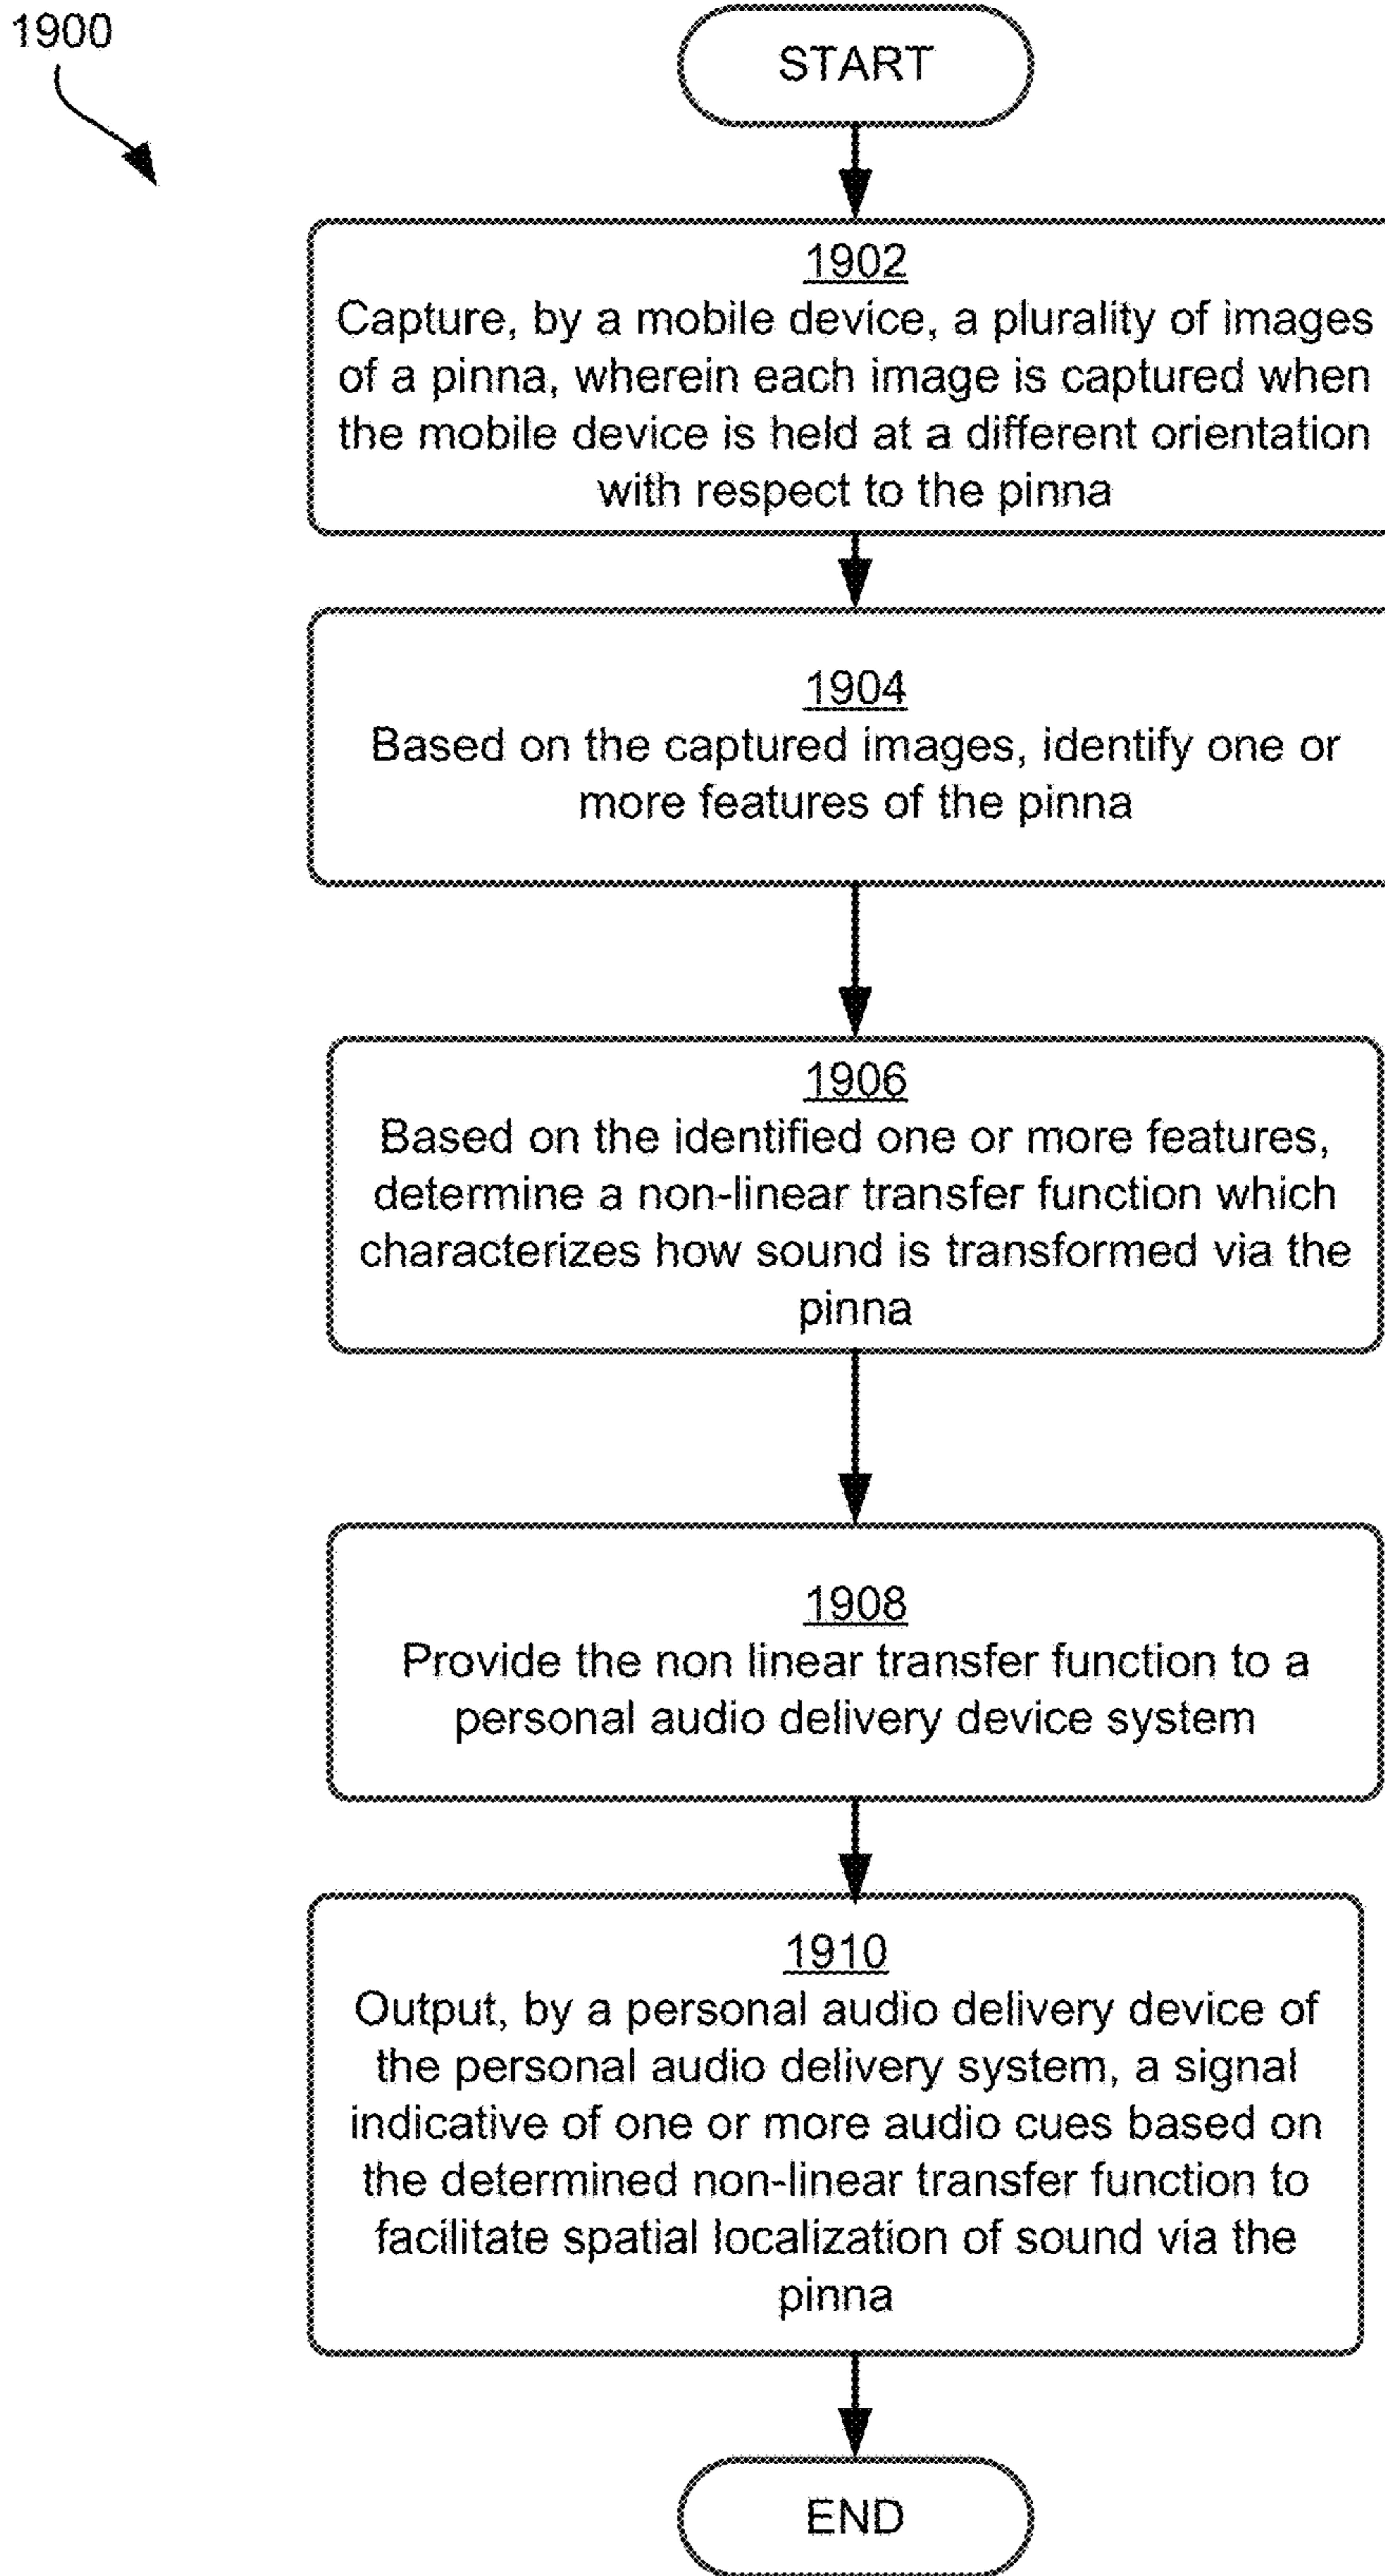 1900
START
1902
Capture, by a mobile device, a plurality of images
of a pinna, wherein each image is captured when
the mobile device is held at a different orientation
with respect to the pinna
1904
Based on the captured images, identify one or
more features of the pinna
1906
Based on the identified one or more features,
determine a non-linear transfer function which
characterizes how sound is transformed via the
pinna
1908
Provide the non linear transfer function to a
personal audio delivery device system
1910
Output, by a personal audio delivery device of
the personal audio delivery system, a signal
indicative of one or more audio cues based on
the determined non-linear transfer function to
facilitate spatial localization of sound via the
pinna
END